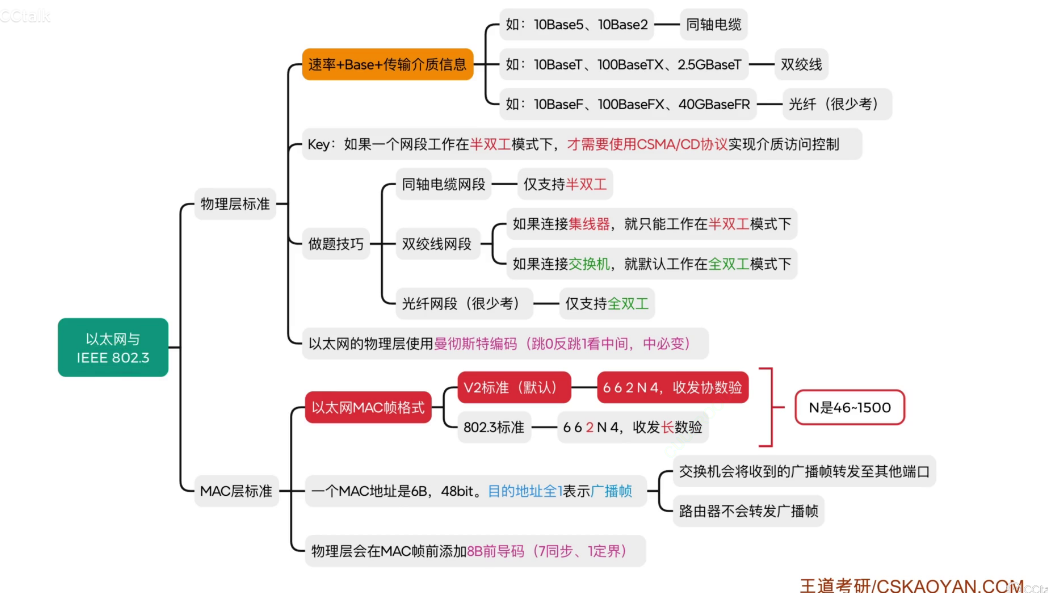 CCtalk
如：10Base5、10Base2
同轴电缆
速率+Base+传输介质信息
如：10BaseT、100BaseTX、2.5GBaseT
双绞线
如：10BaseF、100BaseFX、40GBaseFR
光纤（很少考）
Key：如果一个网段工作在半双工模式下，才需要使用CSMA/CD协议实现介质访问控制
同轴电缆网段
仅支持半双工
物理层标准
如果连接集线器，就只能工作在半双工模式下
做题技巧
双绞线网段
如果连接交换机，就默认工作在全双工模式下
光纤网段（很少考）
仅支持全双工
以太网的物理层使用曼彻斯特编码（跳0反跳1看中间，中必变）
以太网与
IEEE 802.3
V2标准（默认）
6 6 2 N 4，收发协数验
以太网MAC帧格式
N是46~1500
802.3标准
6 6 2 N 4，收发长数验
交换机会将收到的广播帧转发至其他端口
MAC层标准
一个MAC地址是6B，48bit。目的地址全1表示广播帧
路由器不会转发广播帧
物理层会在MAC帧前添加8B前导码（7同步、1定界）
王道考研/CSKAOYAN.COM